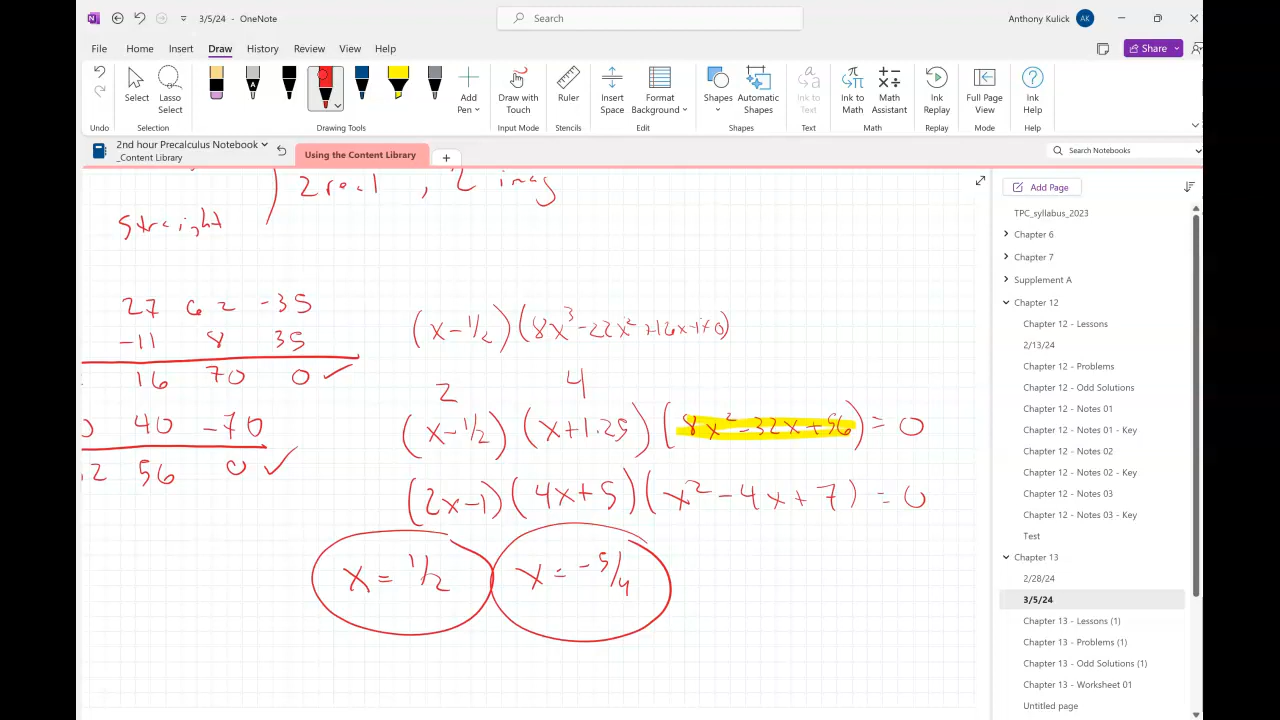 3/5/24 - OneNote
Search
Anthony Kulick
AK
File Home Insert Draw History Review View Help
Share
Select
Lasso Select
Add Pen
Draw with Touch
Ruler
Insert Space
Format Background
Shapes
Automatic Shapes
Ink to Text
Ink to Math
Math Assistant
Ink Replay
Full Page View
Ink Help
Undo
Selection
Drawing Tools
Input Mode
Stencils
Edit
Shapes
Text
Math
Replay
Mode
Help
2nd hour Precalculus Notebook
_Content Library
Using the Content Library
Search Notebooks
Add Page
TPC_syllabus_2023
Chapter 6
Chapter 7
Supplement A
Chapter 12
Chapter 12 - Lessons
2/13/24
Chapter 12 - Problems
Chapter 12 - Odd Solutions
Chapter 12 - Notes 01
Chapter 12 - Notes 01 - Key
Chapter 12 - Notes 02
Chapter 12 - Notes 02 - Key
Chapter 12 - Notes 03
Chapter 12 - Notes 03 - Key
Test
Chapter 13
2/28/24
3/5/24
Chapter 13 - Lessons (1)
Chapter 13 - Problems (1)
Chapter 13 - Odd Solutions (1)
Chapter 13 - Worksheet 01
Untitled page
2 real , 2 imag
straight
27 62 -35
-11 8 35
16 70 0 ✓
0 40 -70
2 56 0 ✓
(x - 1/2)(8x³ - 22x² + 16x + 70)
2 4
(x - 1/2)(x + 1.25)(8x² - 32x + 56) = 0
(2x - 1)(4x + 5)(x² - 4x + 7) = 0
x = 1/2 x = -5/4